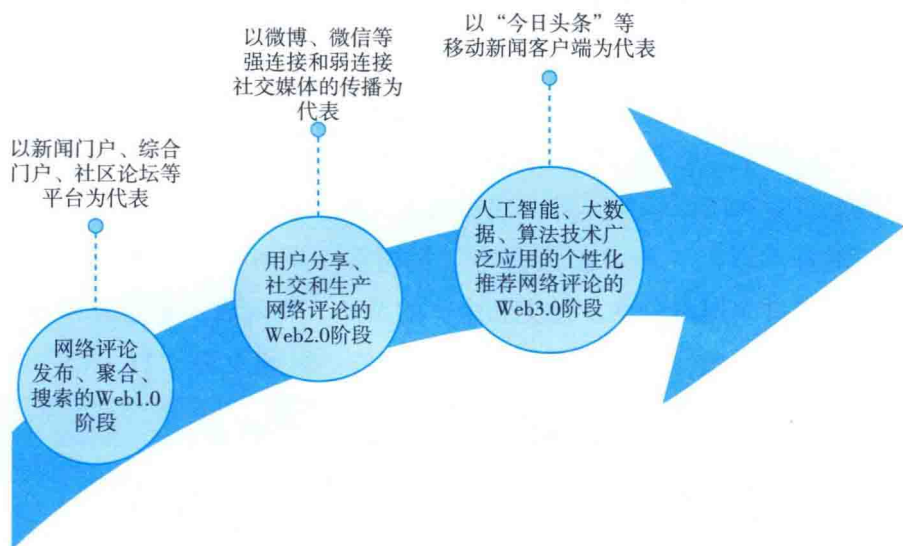 以新闻门户、综合
门户、社区论坛等
平台为代表
网络评论
发布、聚合、
搜索的Web1.0
阶段
以微博、微信等
强连接和弱连接
社交媒体的传播为
代表
用户分享、
社交和生产
网络评论的
Web2.0阶段
以“今日头条”等
移动新闻客户端为代表
人工智能、大数
据、算法技术广
泛应用的个性化
推荐网络评论的
Web3.0阶段